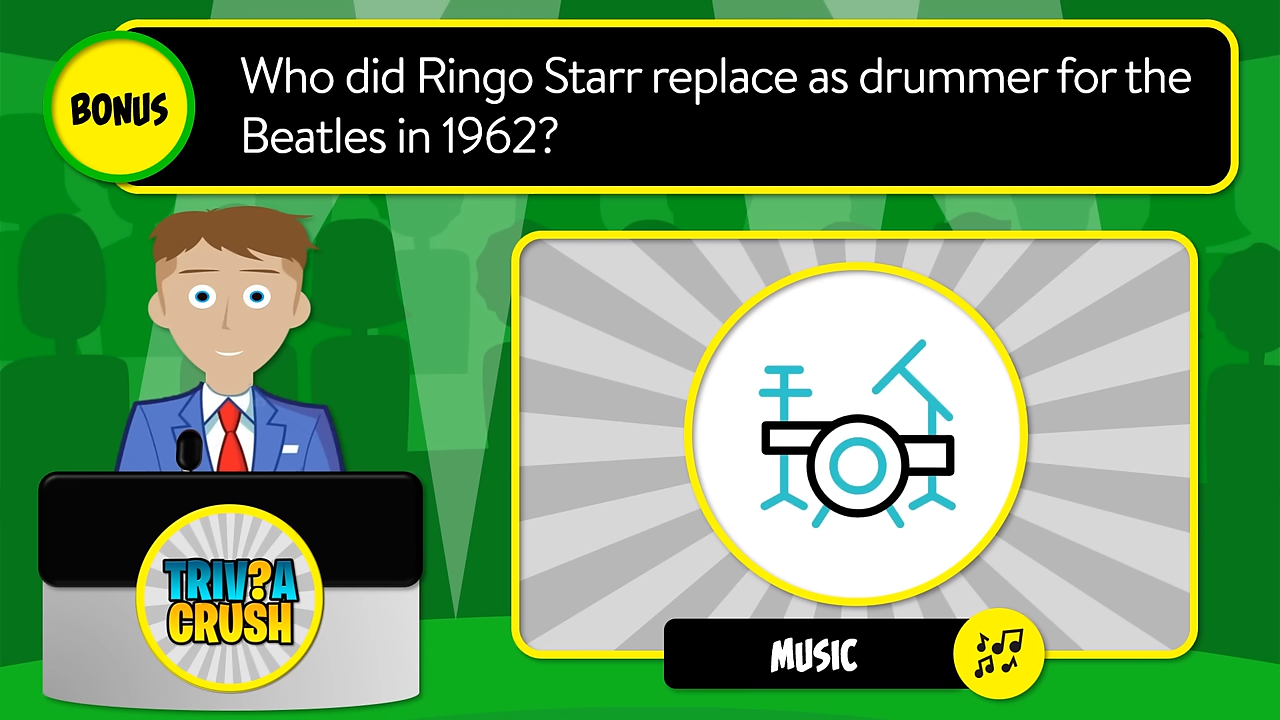 BONUS
Who did Ringo Starr replace as drummer for the
Beatles in 1962?
TRIV?A
CRUSH
MUSIC